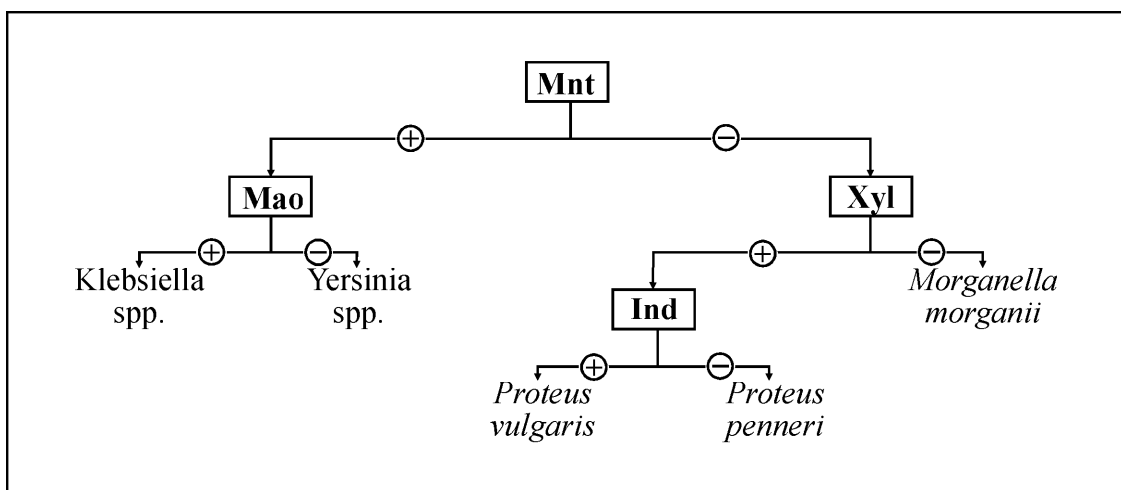 Mnt
+
−
Mao
Xyl
+
−
+
−
Klebsiella
spp.
Yersinia
spp.
Morganella
morganii
Ind
+
−
Proteus
vulgaris
Proteus
penneri